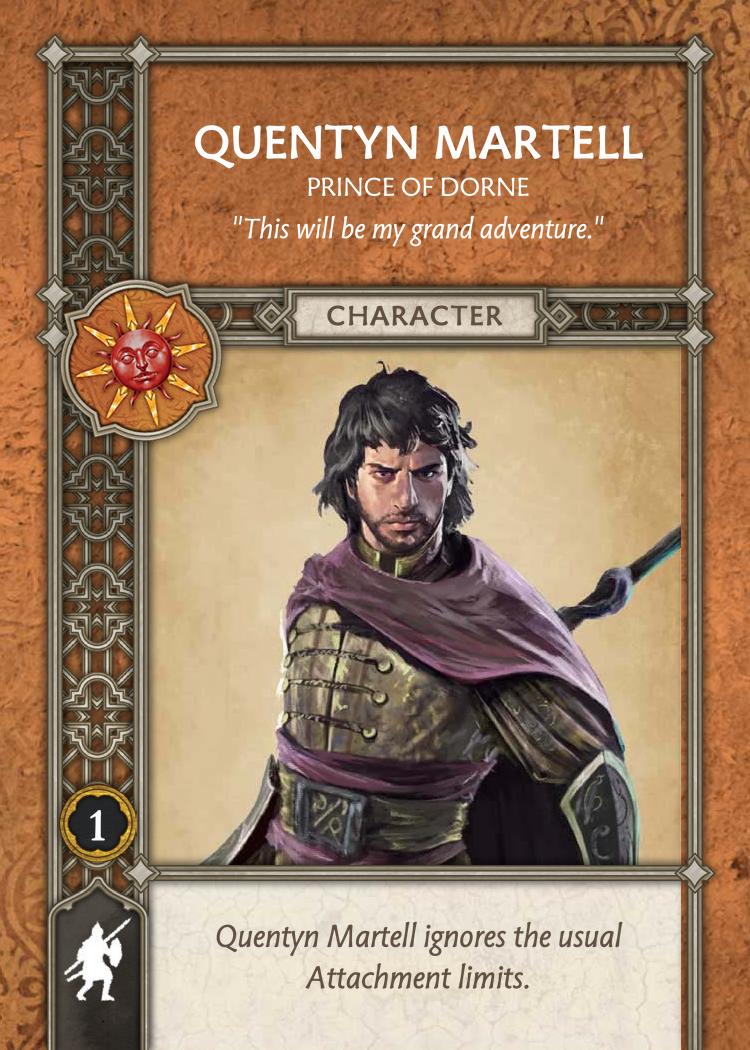 QUENTYN MARTELL
PRINCE OF DORNE
"This will be my grand adventure."
CHARACTER
1
Quentyn Martell ignores the usual
Attachment limits.